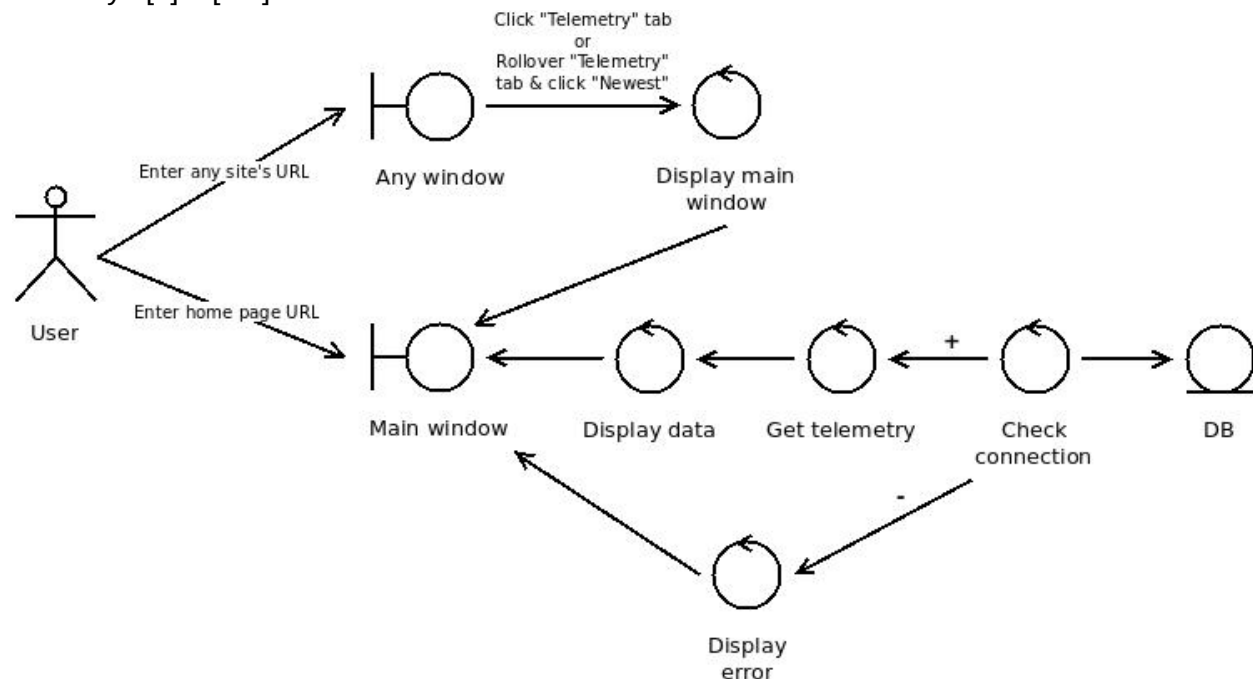 Click "Telemetry" tab
or
Rollover "Telemetry"
tab & click "Newest"
Enter any site's URL
Any window
Display main
window
User
Enter home page URL
+
Main window
Display data
Get telemetry
Check
connection
DB
-
Display
error